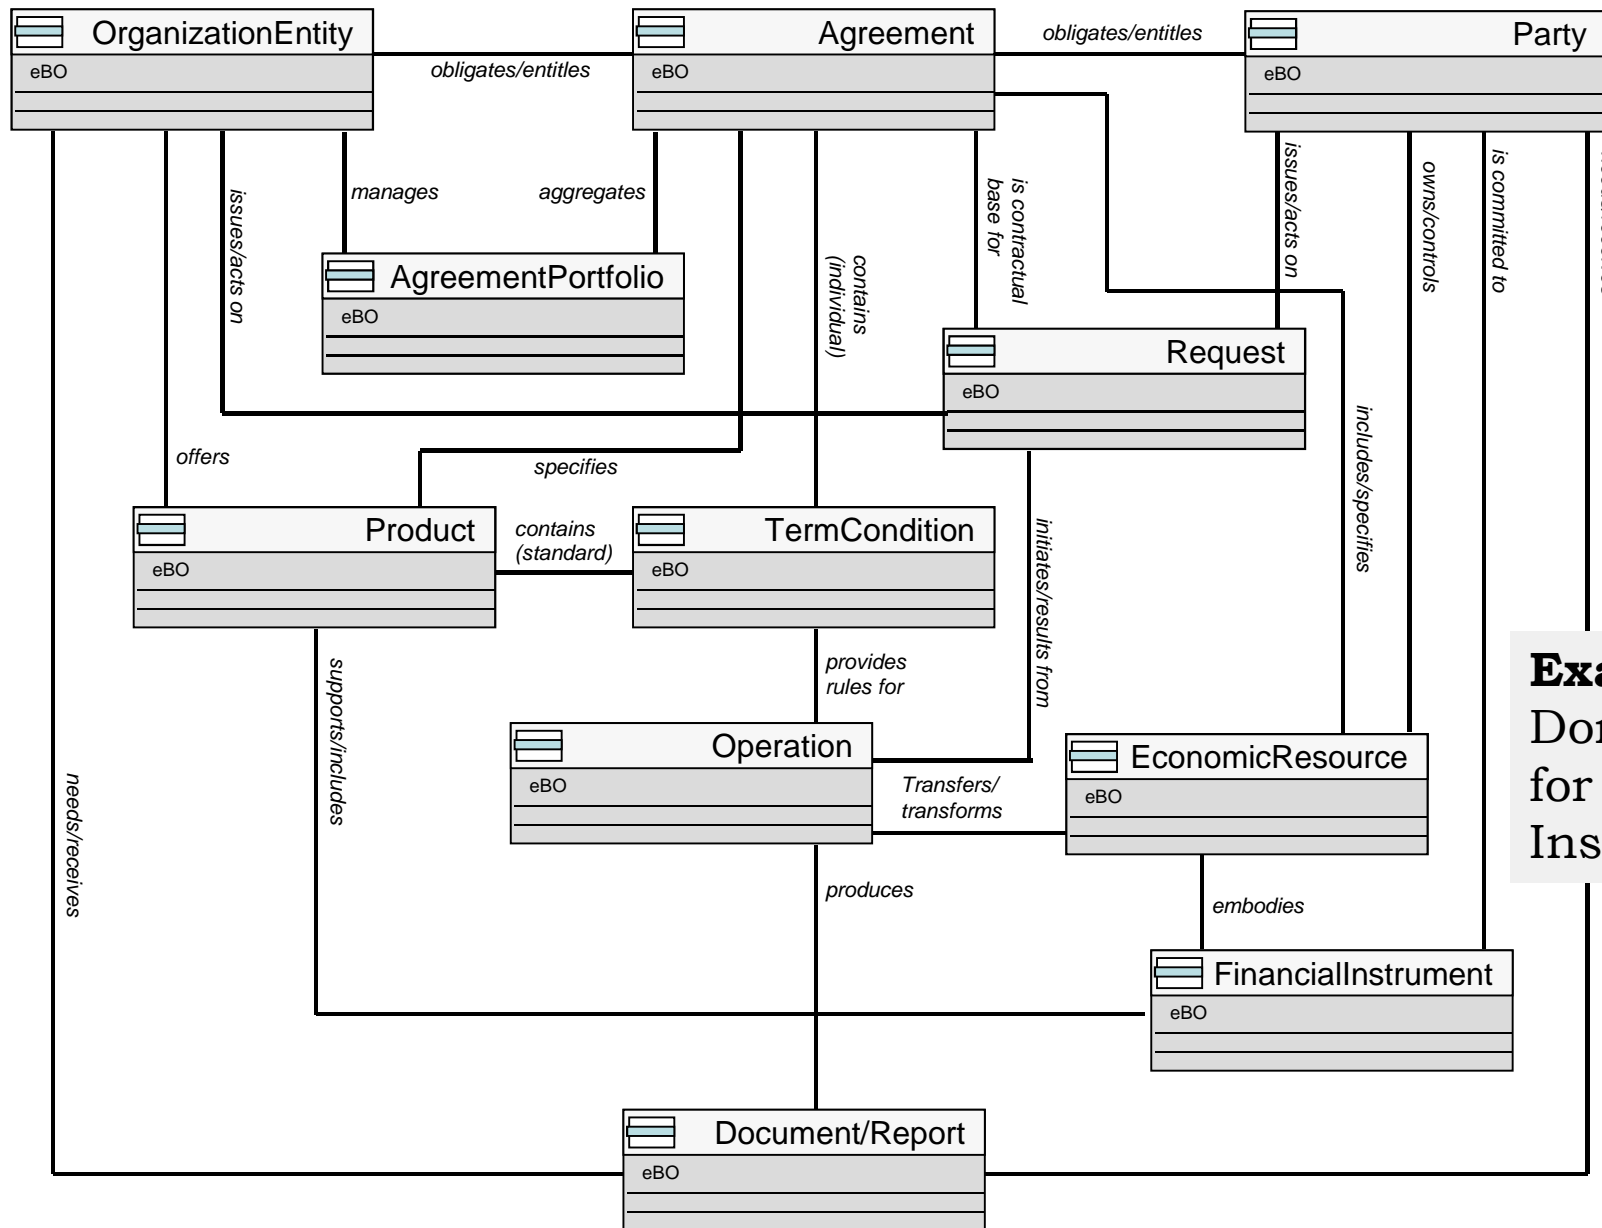 OrganizationEntity
eBO
obligates/entitles
Agreement
eBO
obligates/entitles
Party
eBO
issues/acts on
manages
aggregates
is contractual
base for
issues/acts on
owns/controls
is committed to
AgreementPortfolio
eBO
contains
(individual)
Request
eBO
offers
specifies
includes/specifies
Product
eBO
contains
(standard)
TermCondition
eBO
initiates/results from
supports/includes
provides
rules for
needs/receives
Operation
eBO
Transfers/
transforms
EconomicResource
eBO
for
produces
embodies
FinancialInstrument
eBO
Document/Report
eBO